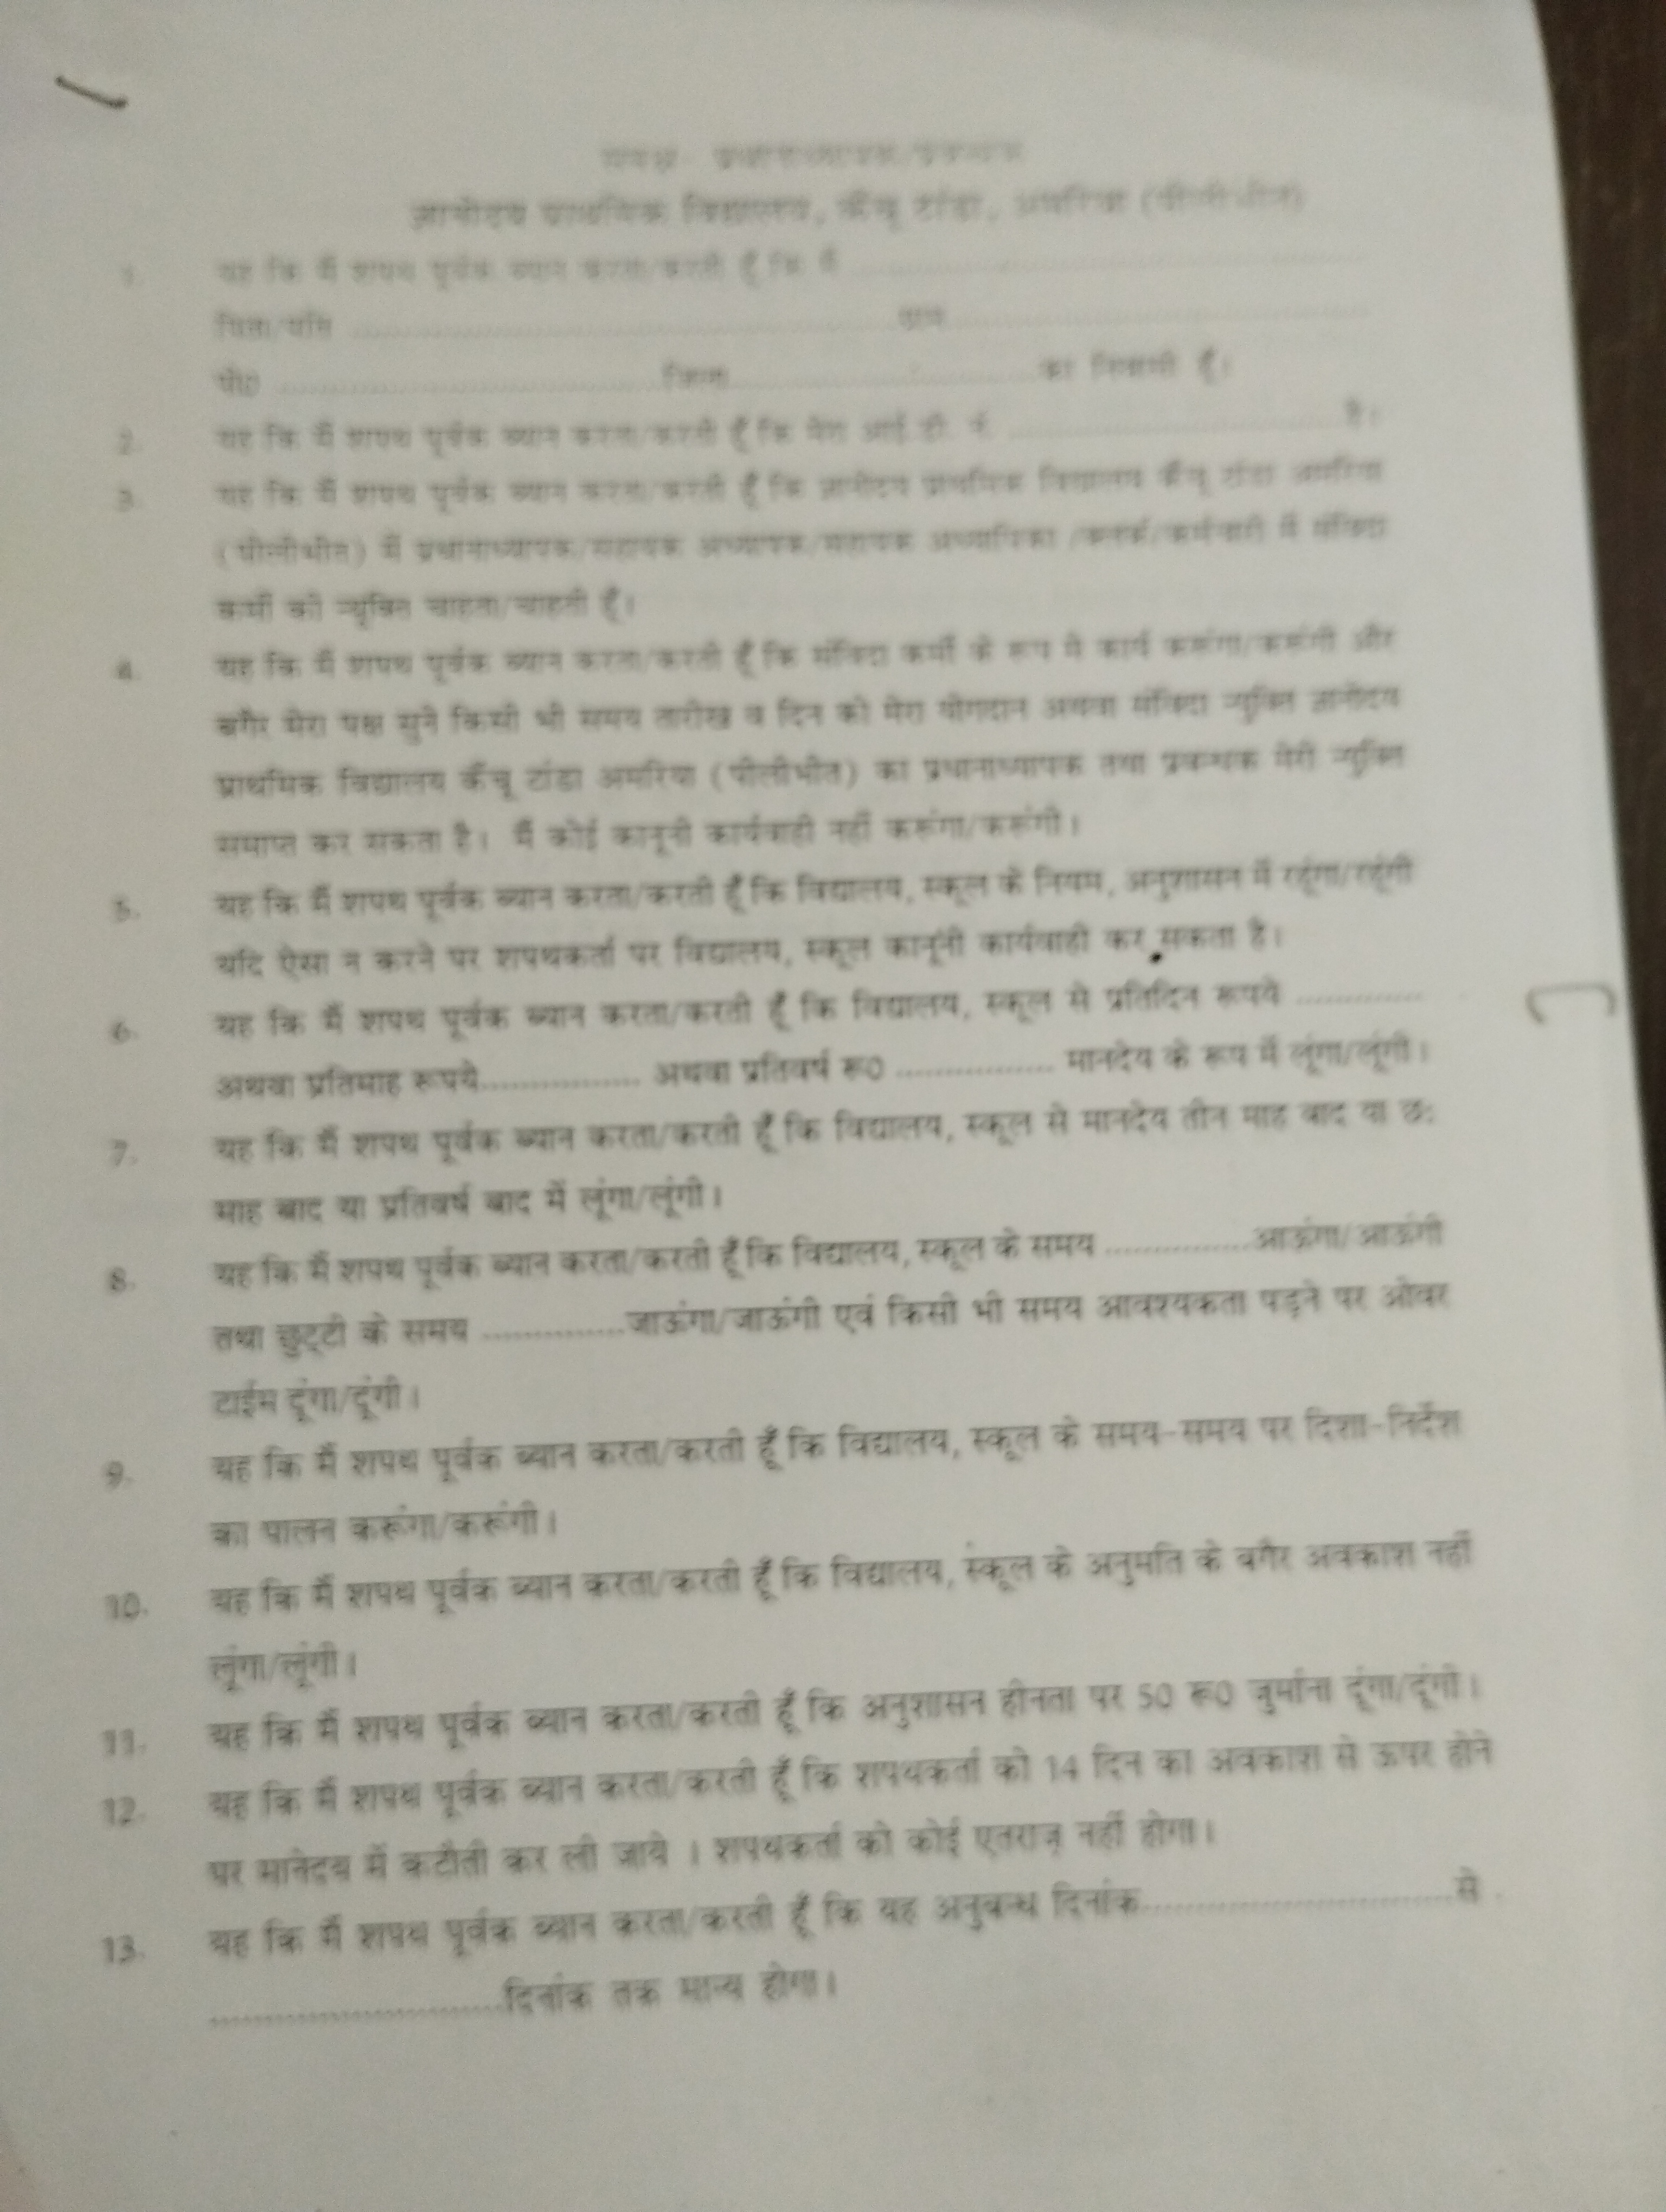 समक्ष- प्रधानाध्यापक/प्रबन्धक
ज्ञानोदय प्राथमिक विद्यालय, कैंचू टांडा, अमरिया (पीलीभीत)
1. यह कि मैं शपथ पूर्वक ब्यान करता/करती हूँ कि मैं ..............................
पिता/पति .............................. ग्राम ..............................
पो0 .............................. जिला .............................. का निवासी हूँ।
2. यह कि मैं शपथ पूर्वक ब्यान करता/करती हूँ कि मेरा आई.डी. नं. .............................. है।
3. यह कि मैं शपथ पूर्वक ब्यान करता/करती हूँ कि ज्ञानोदय प्राथमिक विद्यालय कैंचू टांडा अमरिया
(पीलीभीत) में प्रधानाध्यापक/सहायक अध्यापक/सहायक अध्यापिका /क्लर्क/कर्मचारी में संविदा
कर्मी की न्युक्ति चाहता/चाहती हूँ।
4. यह कि मैं शपथ पूर्वक ब्यान करता/करती हूँ कि संविदा कर्मी के रूप मे कार्य करूंगा/करूंगी और
बगैर मेरा पक्ष सुने किसी भी समय तारीख व दिन को मेरा योगदान अथवा संविदा न्युक्ति ज्ञानोदय
प्राथमिक विद्यालय कैंचू टांडा अमरिया (पीलीभीत) का प्रधानाध्यापक तथा प्रबन्धक मेरी न्युक्ति
समाप्त कर सकता है। मैं कोई कानूनी कार्यवाही नहीं करूंगा/करूंगी।
5. यह कि मैं शपथ पूर्वक ब्यान करता/करती हूँ कि विद्यालय, स्कूल के नियम, अनुशासन में रहूंगा/रहूंगी
यदि ऐसा न करने पर शपथकर्ता पर विद्यालय, स्कूल कानूंनी कार्यवाही कर सकता है।
6. यह कि मैं शपथ पूर्वक ब्यान करता/करती हूँ कि विद्यालय, स्कूल से प्रतिदिन रूपये ..............
अथवा प्रतिमाह रूपये................ अथवा प्रतिवर्ष रू0 ................ मानदेय के रूप में लूंगा/लूंगी।
7. यह कि मैं शपथ पूर्वक ब्यान करता/करती हूँ कि विद्यालय, स्कूल से मानदेय तीन माह बाद या छः
माह बाद या प्रतिवर्ष बाद में लूंगा/लूंगी।
8. यह कि मैं शपथ पूर्वक ब्यान करता/करती हूँ कि विद्यालय, स्कूल के समय ...............आऊंगा/आऊंगी
तथा छुट्टी के समय ...............जाऊंगा/जाऊंगी एवं किसी भी समय आवश्यकता पड़ने पर ओवर
टाईम दूंगा/दूंगी।
9. यह कि मैं शपथ पूर्वक ब्यान करता/करती हूँ कि विद्यालय, स्कूल के समय-समय पर दिशा-निर्देश
का पालन करूंगा/करूंगी।
10. यह कि मैं शपथ पूर्वक ब्यान करता/करती हूँ कि विद्यालय, स्कूल के अनुमति के बगैर अवकाश नहीं
लूंगा/लूंगी।
11. यह कि मैं शपथ पूर्वक ब्यान करता/करती हूँ कि अनुशासन हीनता पर 50 रू0 जुर्माना दूंगा/दूंगी।
12. यह कि मैं शपथ पूर्वक ब्यान करता/करती हूँ कि शपथकर्ता को 14 दिन का अवकाश से ऊपर होने
पर मानेदय में कटौती कर ली जाये । शपथकर्ता को कोई एतराज़ नहीं होगा।
13. यह कि मैं शपथ पूर्वक ब्यान करता/करती हूँ कि यह अनुबन्ध दिनांक..............................से
..............................दिनांक तक मान्य होगा।